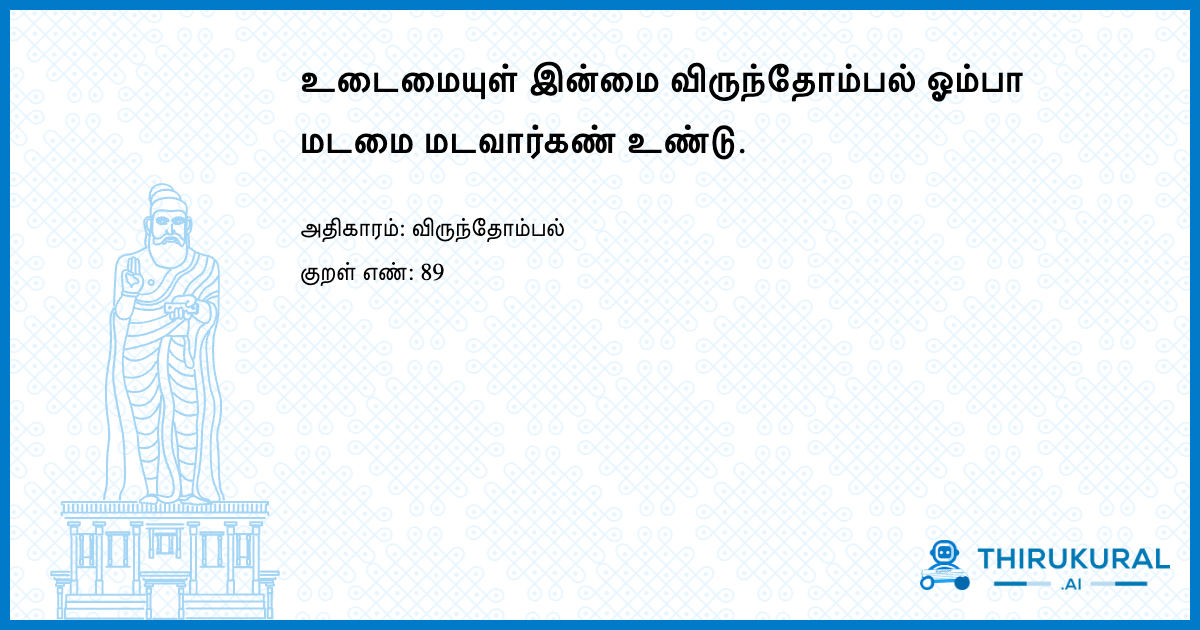 உடைமையுள் இன்மை விருந்தோம்பல் ஓம்பா
மடமை மடவார்கண் உண்டு.
அதிகாரம்: விருந்தோம்பல்
குறள் எண்: 89
THIRUKURAL
.AI